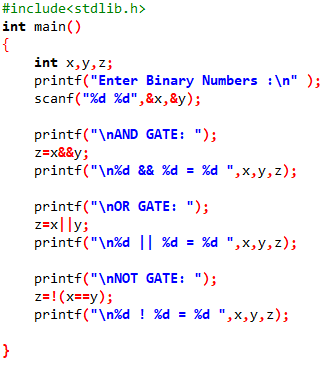 #include<stdlib.h>
int main()
{
    int x,y,z;
    printf("Enter Binary Numbers :\n" );
    scanf("%d %d",&x,&y);

    printf("\nAND GATE: ");
    z=x&&y;
    printf("\n%d && %d = %d ",x,y,z);

    printf("\nOR GATE: ");
    z=x||y;
    printf("\n%d || %d = %d ",x,y,z);

    printf("\nNOT GATE: ");
    z=!(x==y);
    printf("\n%d ! %d = %d ",x,y,z);

}